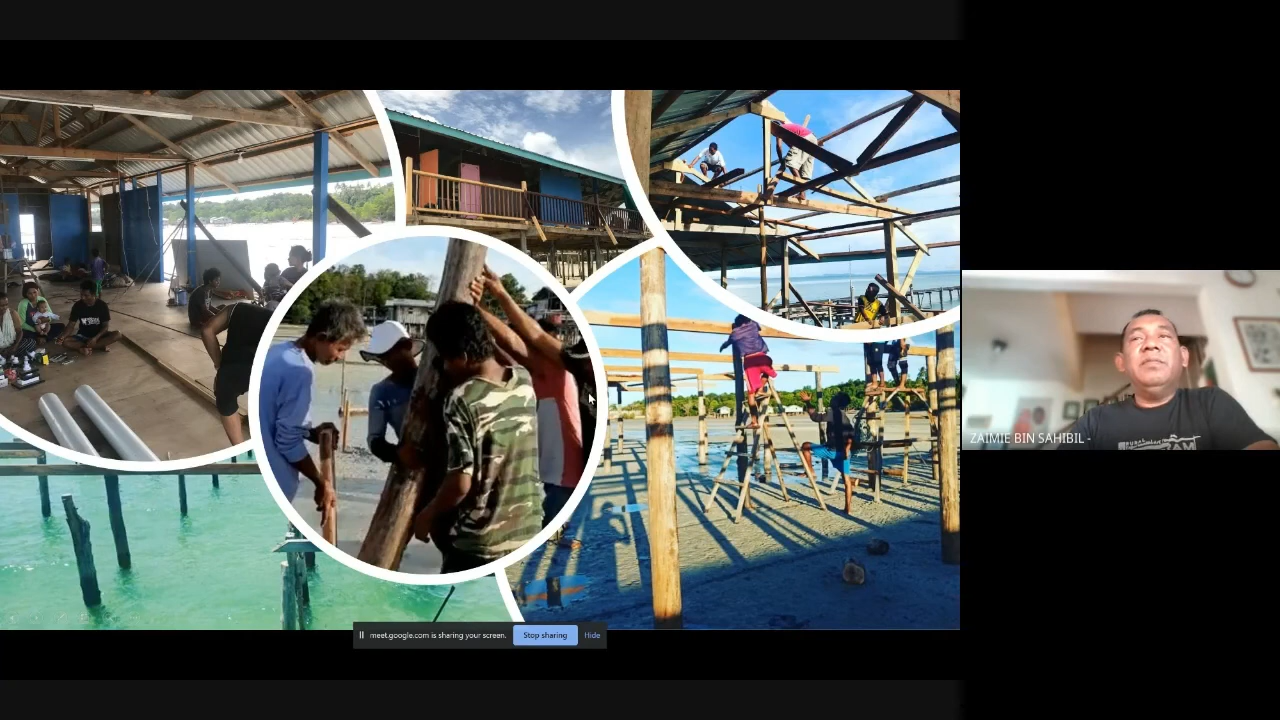 ZAIMIE BIN SAHIBIL -
meet.google.com is sharing your screen.
Stop sharing
Hide